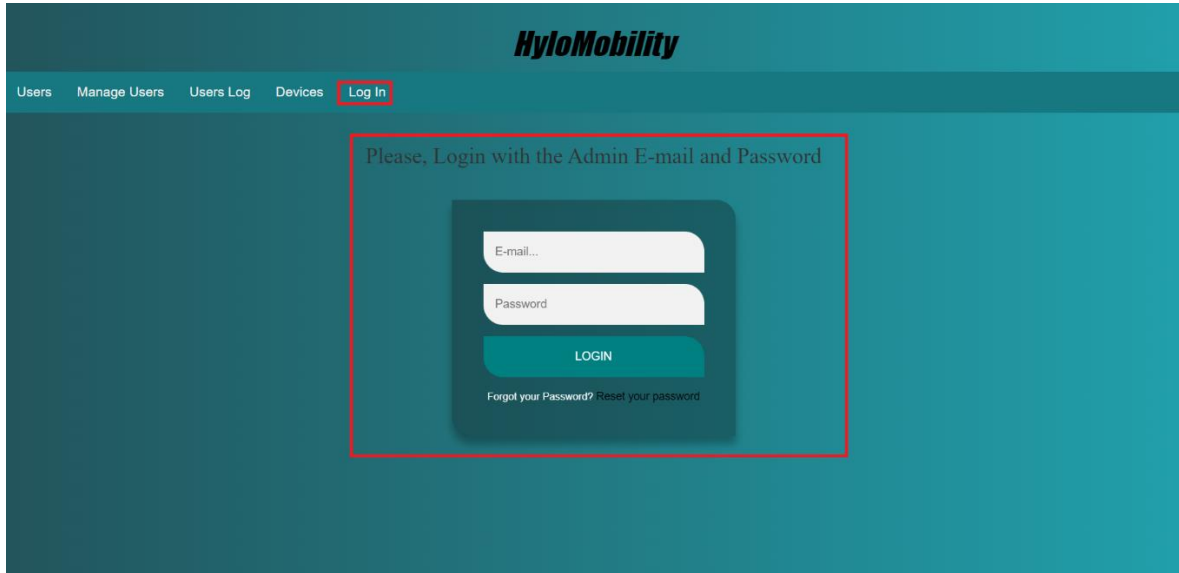 HyloMobility
Users Manage Users Users Log Devices Log In
Please, Login with the Admin E-mail and Password
E-mail...
Password
LOGIN
Forgot your Password? Reset your password